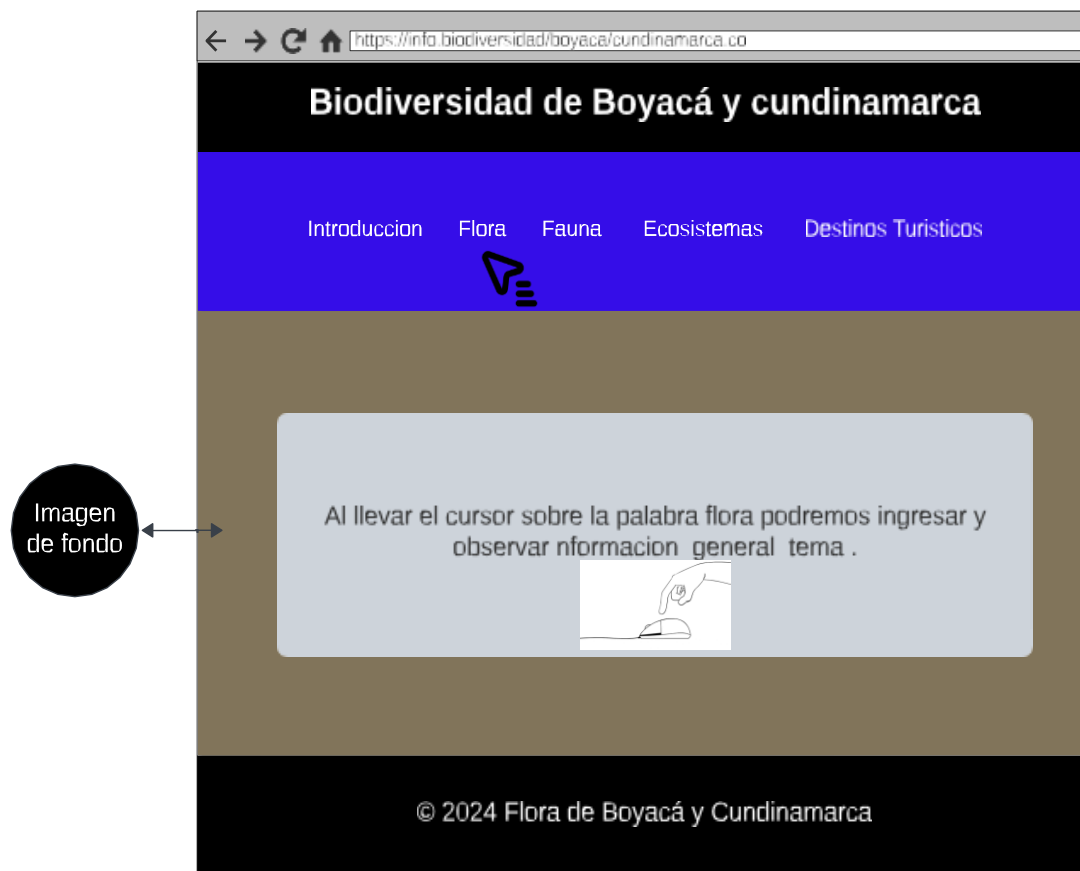 https://info.biodiversidad/boyaca/cundinamarca.co
Biodiversidad de Boyacá y cundinamarca
Introduccion Flora Fauna Ecosistemas Destinos Turisticos
Imagen
de fondo
Al llevar el cursor sobre la palabra flora podremos ingresar y
observar nformacion general tema .
© 2024 Flora de Boyacá y Cundinamarca